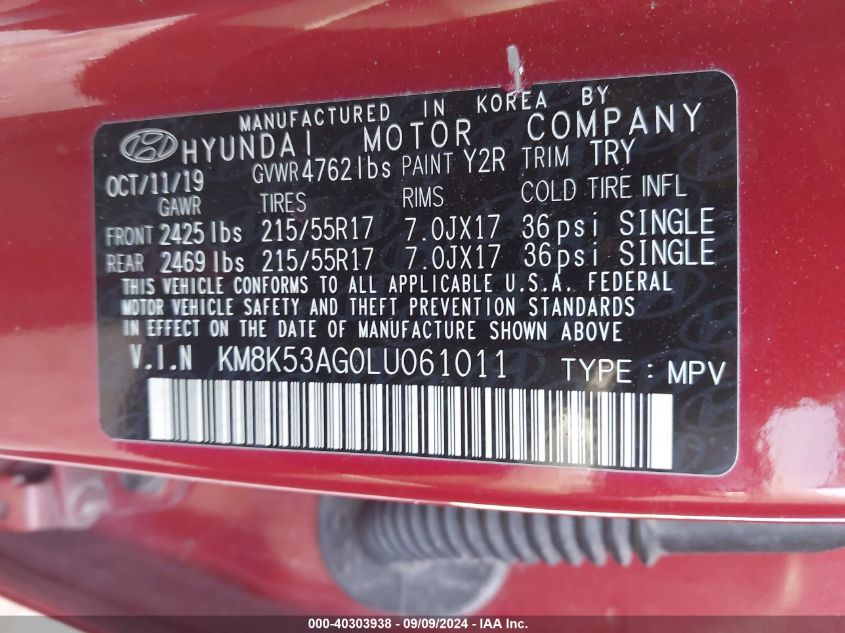 MANUFACTURED IN KOREA BY
HYUNDAI MOTOR COMPANY
OCT/11/19 GVWR 4762lbs PAINT Y2R TRIM TRY
GAWR TIRES RIMS COLD TIRE INFL
FRONT 2425 lbs 215/55R17 7.0JX17 36psi SINGLE
REAR 2469 lbs 215/55R17 7.0JX17 36psi SINGLE
THIS VEHICLE CONFORMS TO ALL APPLICABLE U.S.A. FEDERAL
MOTOR VEHICLE SAFETY AND THEFT PREVENTION STANDARDS
IN EFFECT ON THE DATE OF MANUFACTURE SHOWN ABOVE
V.I.N KM8K53AG0LU061011 TYPE : MPV
000-40303938 - 09/09/2024 - IAA Inc.